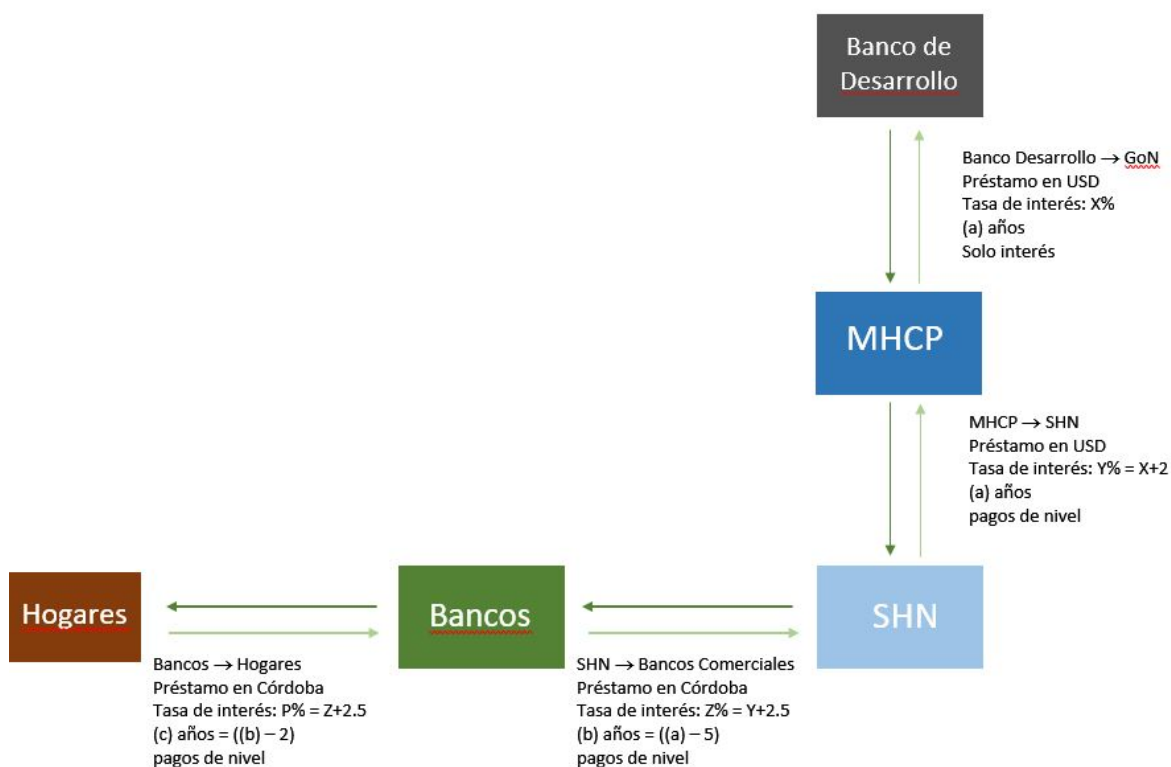 Banco de
Desarrollo
Banco Desarrollo → GoN
Préstamo en USD
Tasa de interés: X%
(a) años
Solo interés
MHCP
MHCP → SHN
Préstamo en USD
Tasa de interés: Y% = X+2
(a) años
pagos de nivel
Hogares
Bancos
SHN
Bancos → Hogares
Préstamo en Córdoba
Tasa de interés: P% = Z+2.5
(c) años = ((b) – 2)
pagos de nivel
SHN → Bancos Comerciales
Préstamo en Córdoba
Tasa de interés: Z% = Y+2.5
(b) años = ((a) – 5)
pagos de nivel